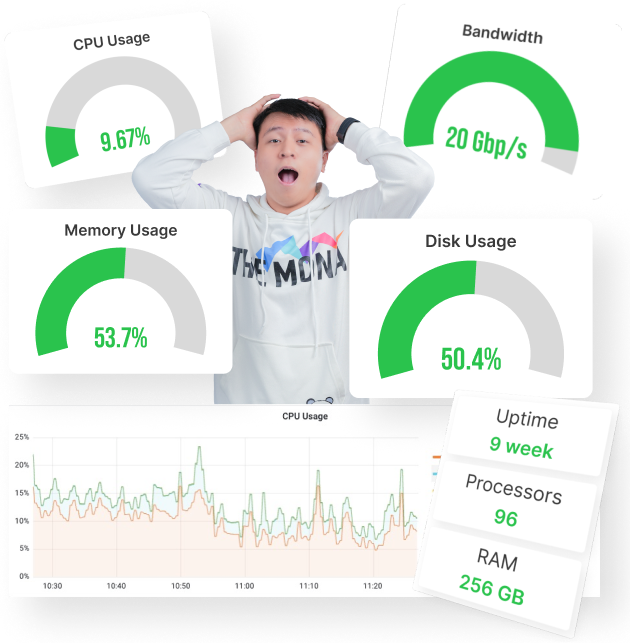 CPU Usage
9.67%
Bandwidth
20 Gbp/s
THE MONA
Memory Usage
53.7%
Disk Usage
50.4%
CPU Usage
25%
20%
15%
10%
5%
0%
10:30 10:40 10:50 11:00 11:10 11:20
Uptime
9 week
Processors
96
RAM
256 GB